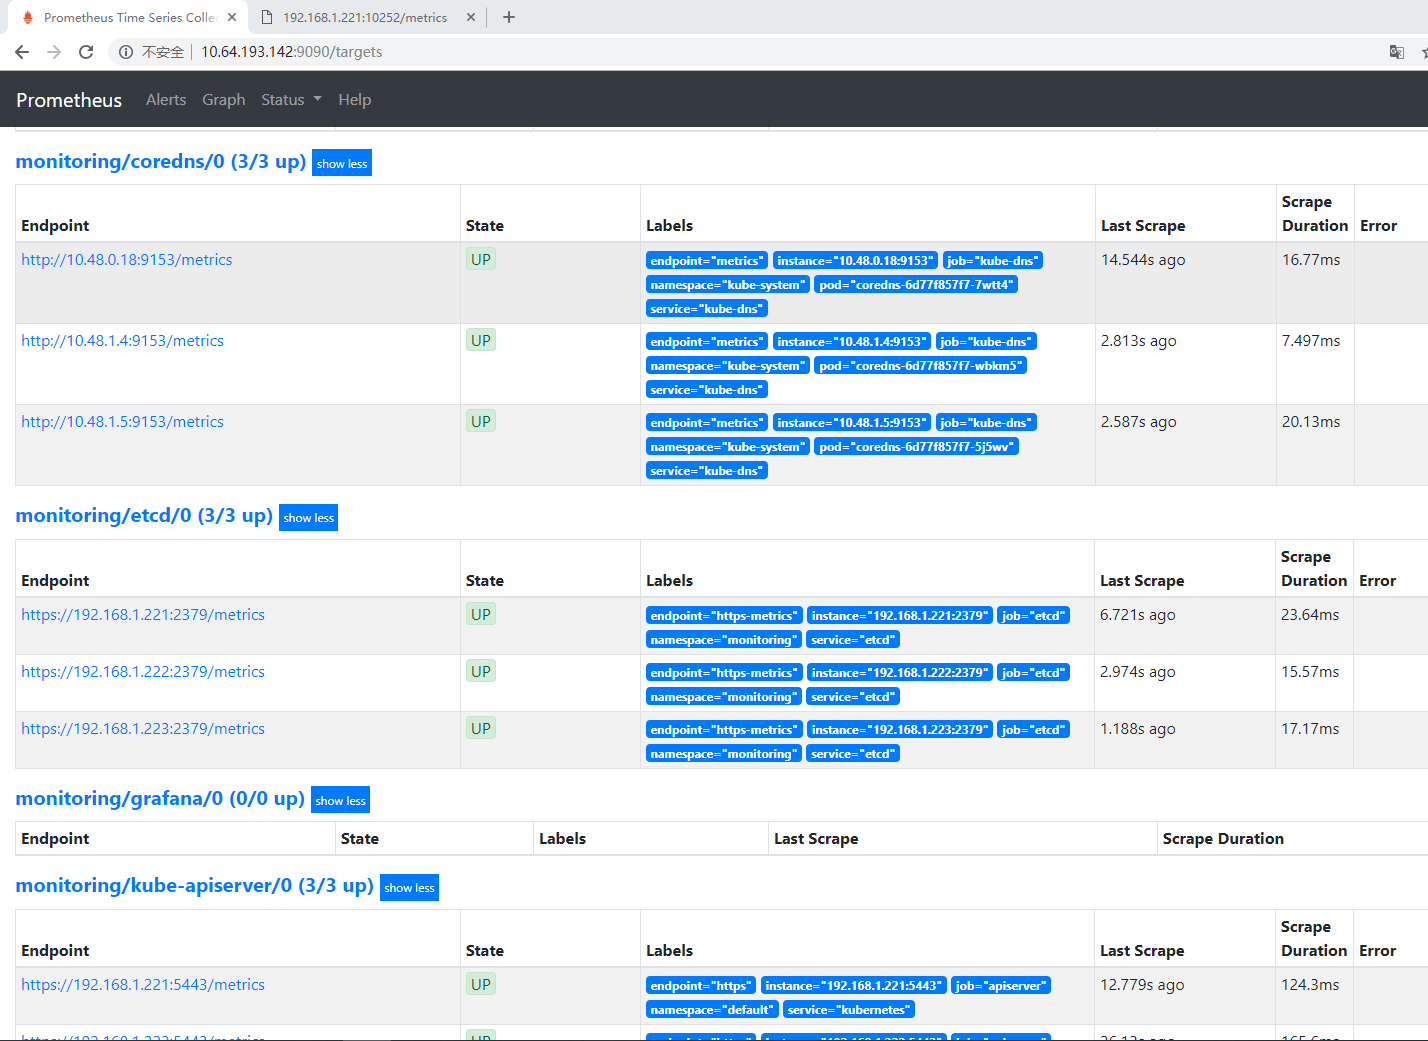 Prometheus Time Series Collec
192.168.1.221:10252/metrics
不安全 10.64.193.142:9090/targets
Prometheus Alerts Graph Status Help
monitoring/coredns/0 (3/3 up) show less
Endpoint State Labels Last Scrape Scrape Duration Error
http://10.48.0.18:9153/metrics UP endpoint="metrics" instance="10.48.0.18:9153" job="kube-dns" 14.544s ago 16.77ms
namespace="kube-system" pod="coredns-6d77f857f7-7wtt4"
service="kube-dns"
http://10.48.1.4:9153/metrics UP endpoint="metrics" instance="10.48.1.4:9153" job="kube-dns" 2.813s ago 7.497ms
namespace="kube-system" pod="coredns-6d77f857f7-wbkm5"
service="kube-dns"
http://10.48.1.5:9153/metrics UP endpoint="metrics" instance="10.48.1.5:9153" job="kube-dns" 2.587s ago 20.13ms
namespace="kube-system" pod="coredns-6d77f857f7-5j5wv"
service="kube-dns"
monitoring/etcd/0 (3/3 up) show less
Endpoint State Labels Last Scrape Scrape Duration Error
https://192.168.1.221:2379/metrics UP endpoint="https-metrics" instance="192.168.1.221:2379" job="etcd" 6.721s ago 23.64ms
namespace="monitoring" service="etcd"
https://192.168.1.222:2379/metrics UP endpoint="https-metrics" instance="192.168.1.222:2379" job="etcd" 2.974s ago 15.57ms
namespace="monitoring" service="etcd"
https://192.168.1.223:2379/metrics UP endpoint="https-metrics" instance="192.168.1.223:2379" job="etcd" 1.188s ago 17.17ms
namespace="monitoring" service="etcd"
monitoring/grafana/0 (0/0 up) show less
Endpoint State Labels Last Scrape Scrape Duration
monitoring/kube-apiserver/0 (3/3 up) show less
Endpoint State Labels Last Scrape Scrape Duration Error
https://192.168.1.221:5443/metrics UP endpoint="https" instance="192.168.1.221:5443" job="apiserver" 12.779s ago 124.3ms
namespace="default" service="kubernetes"